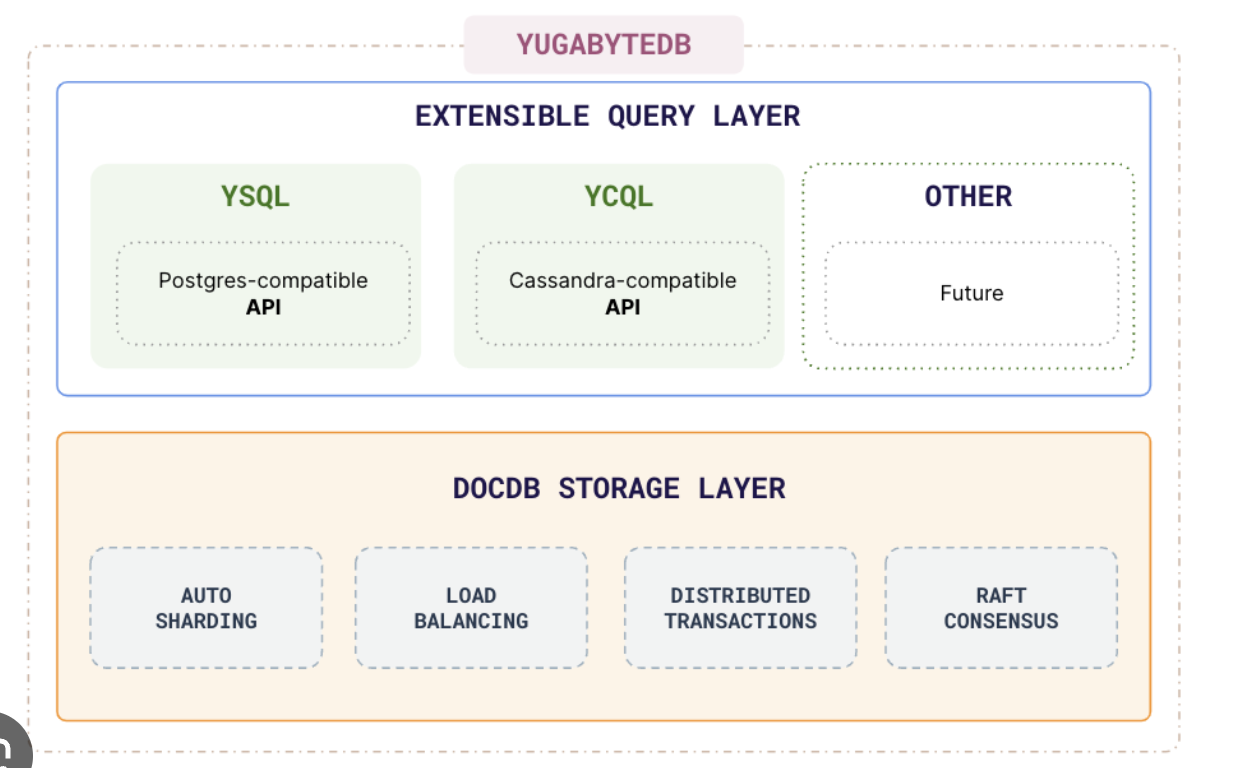 YUGABYTEDB
EXTENSIBLE QUERY LAYER
YSQL
Postgres-compatible
API
YCQL
Cassandra-compatible
API
OTHER
Future
DOCDB STORAGE LAYER
AUTO
SHARDING
LOAD
BALANCING
DISTRIBUTED
TRANSACTIONS
RAFT
CONSENSUS